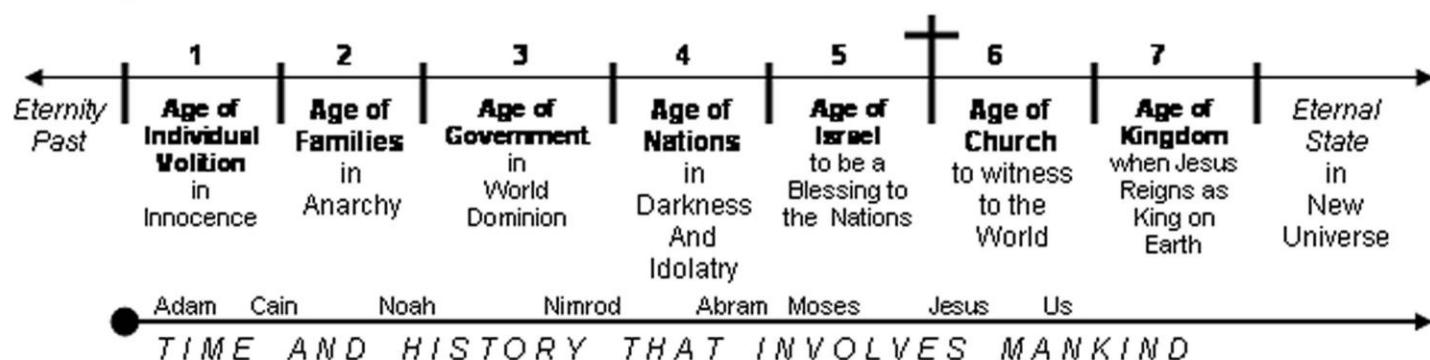 1 2 3 4 5 6 7
Eternity
Past
Age of
Individual
Volition
in
Innocence
Age of
Families
in
Anarchy
Age of
Government
in
World
Dominion
Age of
Nations
in
Darkness
And
Idolatry
Age of
Israel
to be a
Blessing to
the Nations
Age of
Church
to witness
to the
World
Age of
Kingdom
when Jesus
Reigns as
King on
Earth
Eternal
State
in
New
Universe
Adam Cain Noah Nimrod Abram Moses Jesus Us
TIME AND HISTORY THAT INVOLVES MANKIND